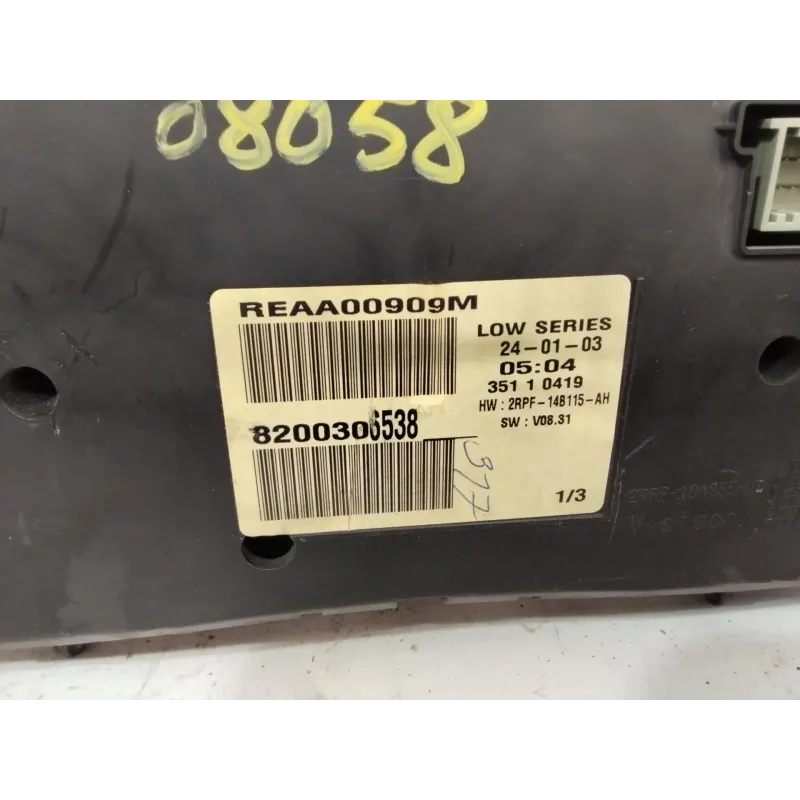 08058
REAA00909M
LOW SERIES
24-01-03
05:04
351 1 0419
HW : 2RPF-14B115-AH
SW : V08.31
8200306538
377
1/3